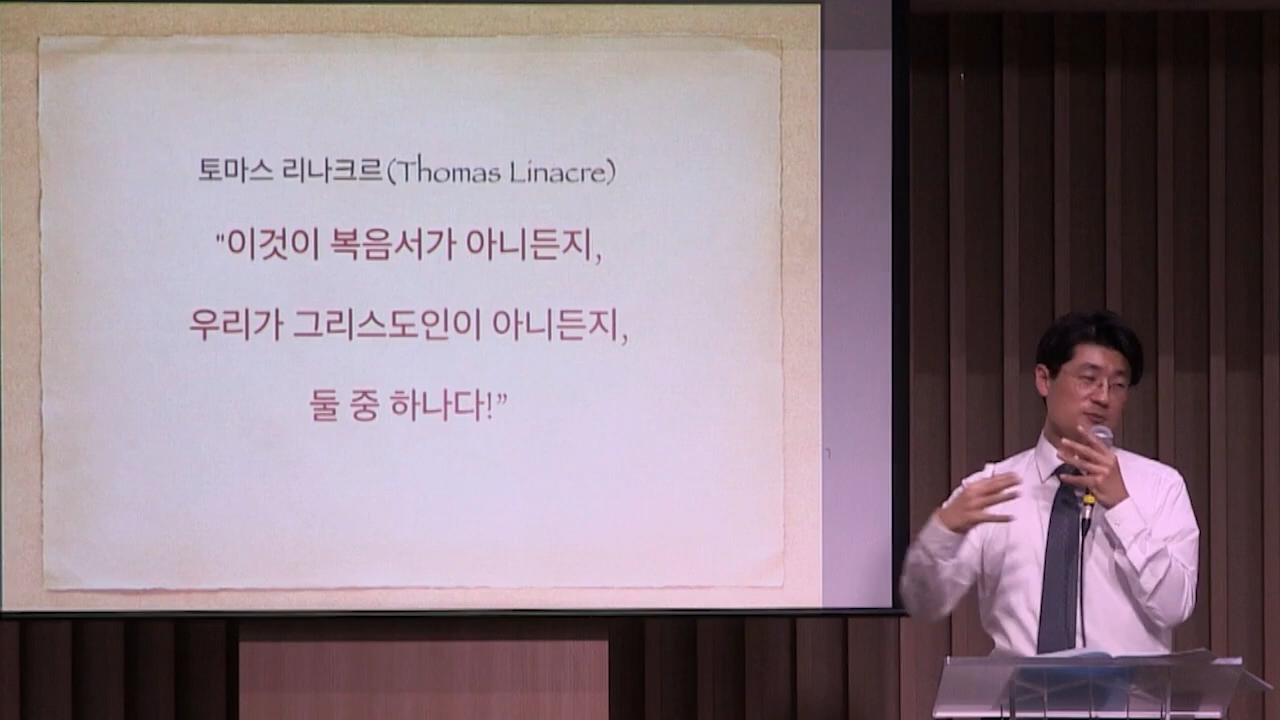 토마스 리나크르(Thomas Linacre)
"이것이 복음서가 아니든지,
우리가 그리스도인이 아니든지,
둘 중 하나다!”